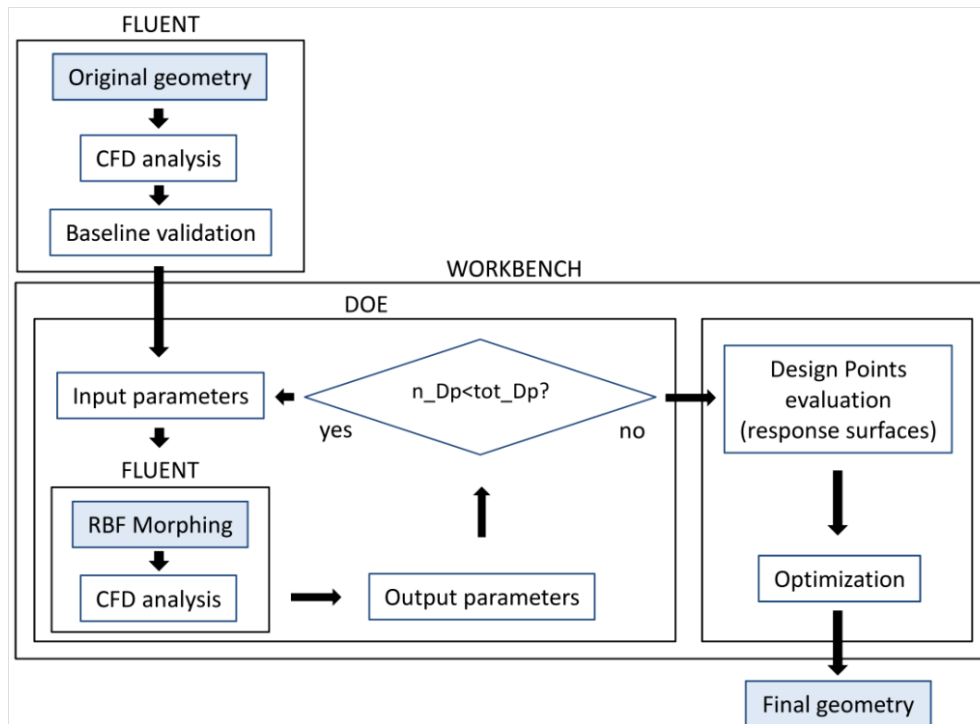 FLUENT
Original geometry
CFD analysis
Baseline validation
WORKBENCH
DOE
Input parameters
n_Dp<tot_Dp?
yes
no
FLUENT
RBF Morphing
CFD analysis
Output parameters
Design Points
evaluation
(response surfaces)
Optimization
Final geometry